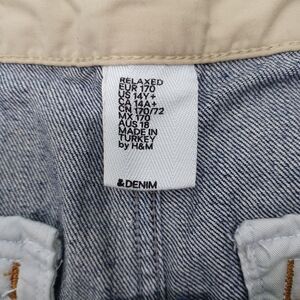 RELAXED
EUR 170
US 14Y+
CA 14A+
CN 170/72
MX 170
AUS 18
MADE IN
TURKEY
by H&M
&DENIM